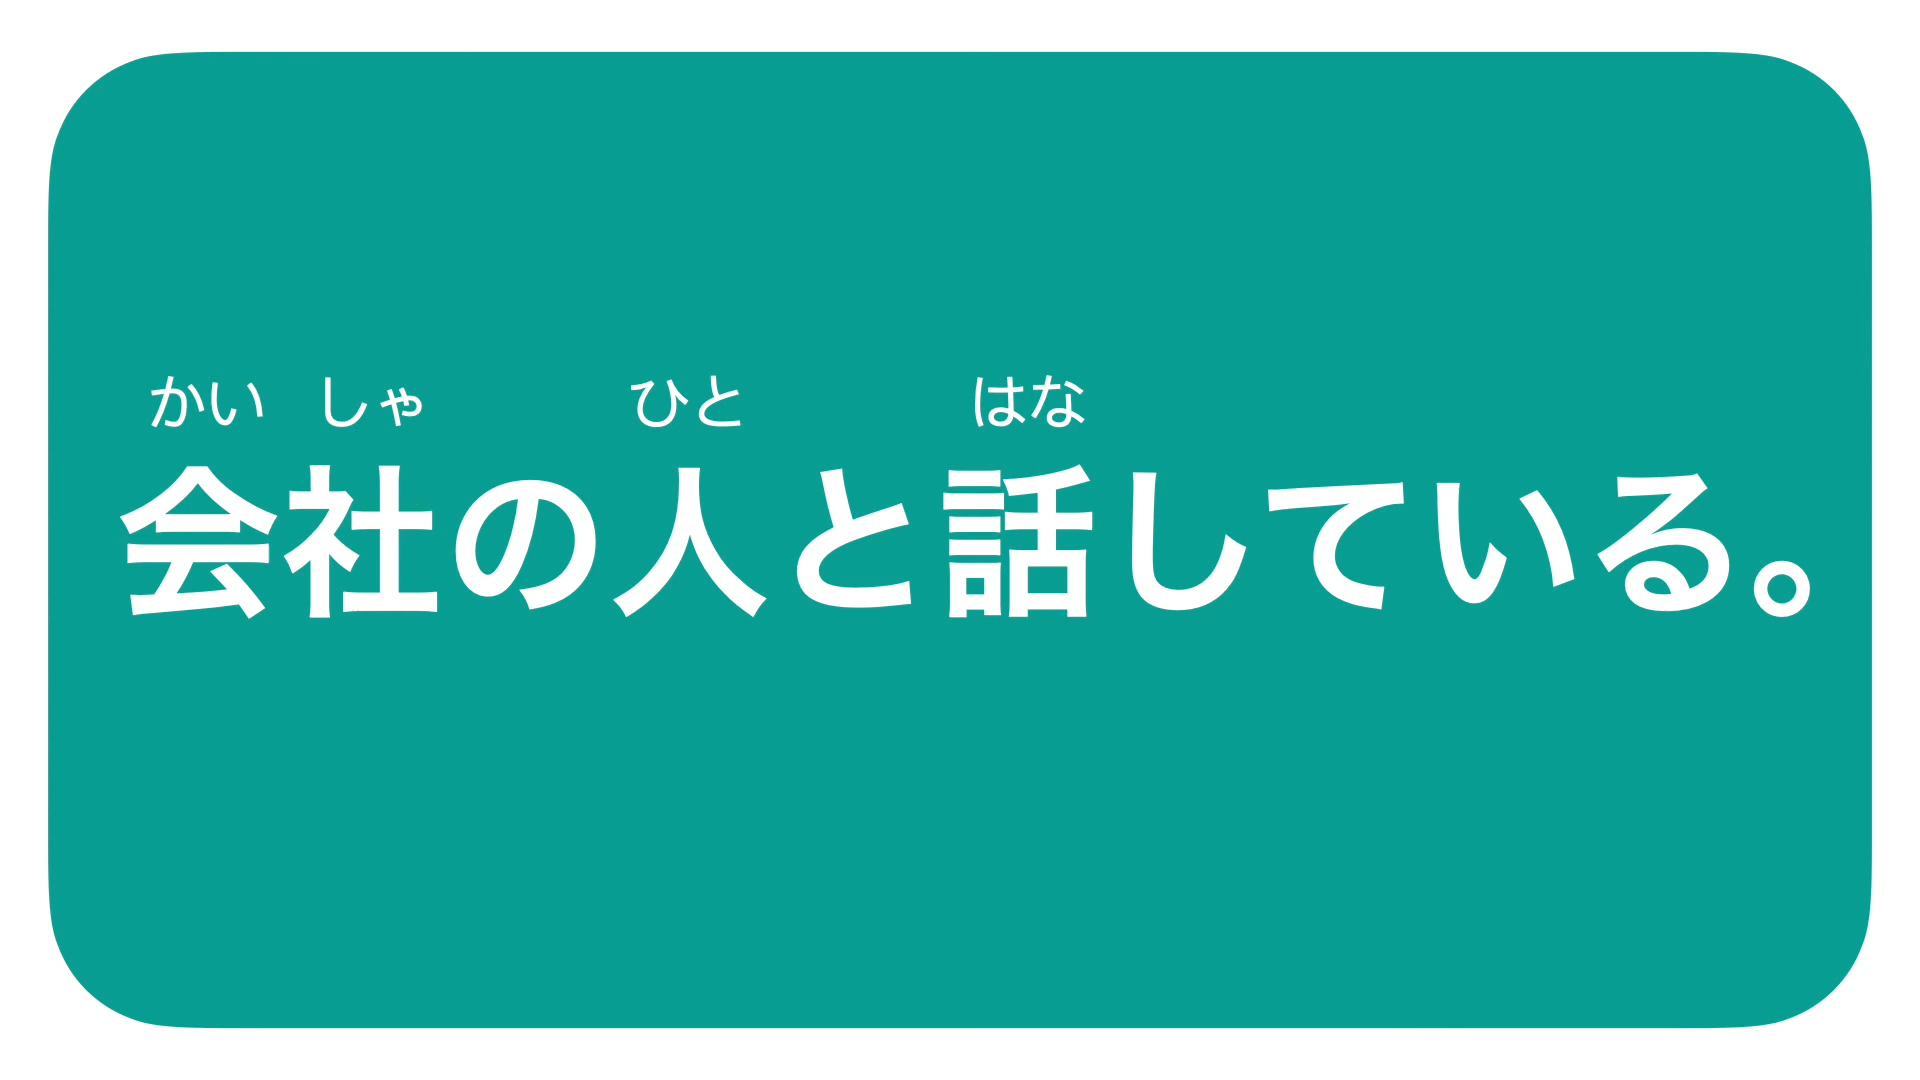 かい しゃ ひと はな
会社の人と話している。